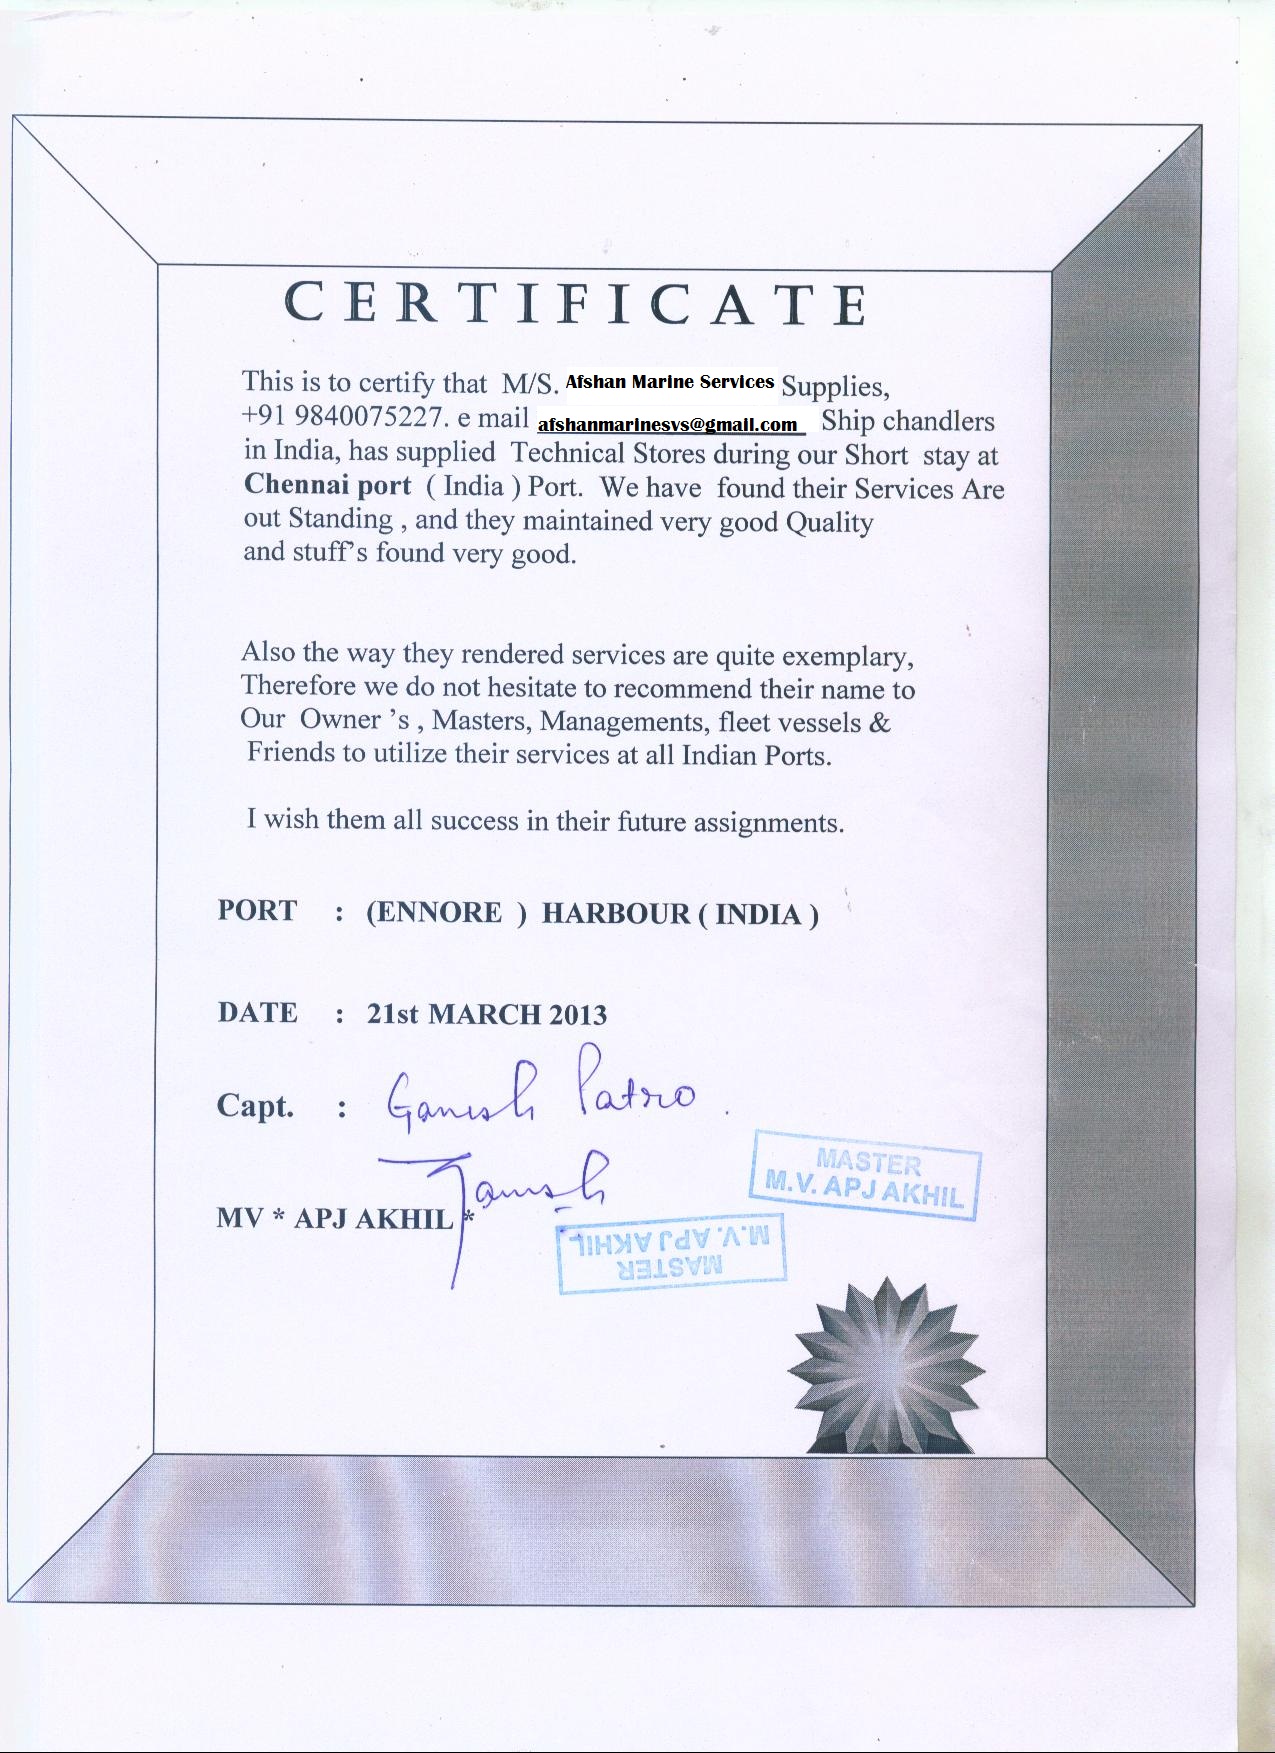 CERTIFICATE
This is to certify that M/S. Afshan Marine Services Supplies,
+91 9840075227. e mail afshanmarinesvs@gmail.com Ship chandlers
in India, has supplied Technical Stores during our Short stay at
Chennai port ( India ) Port. We have found their Services Are
out Standing , and they maintained very good Quality
and stuff's found very good.
Also the way they rendered services are quite exemplary,
Therefore we do not hesitate to recommend their name to
Our Owner 's , Masters, Managements, fleet vessels &
Friends to utilize their services at all Indian Ports.
I wish them all success in their future assignments.
PORT : (ENNORE ) HARBOUR ( INDIA )
DATE : 21st MARCH 2013
Capt. : Ganesh Patro
MASTER
M.V. APJ AKHIL
Ganesh
MV * APJ AKHIL *
MASTER
M.V. APJ AKHIL